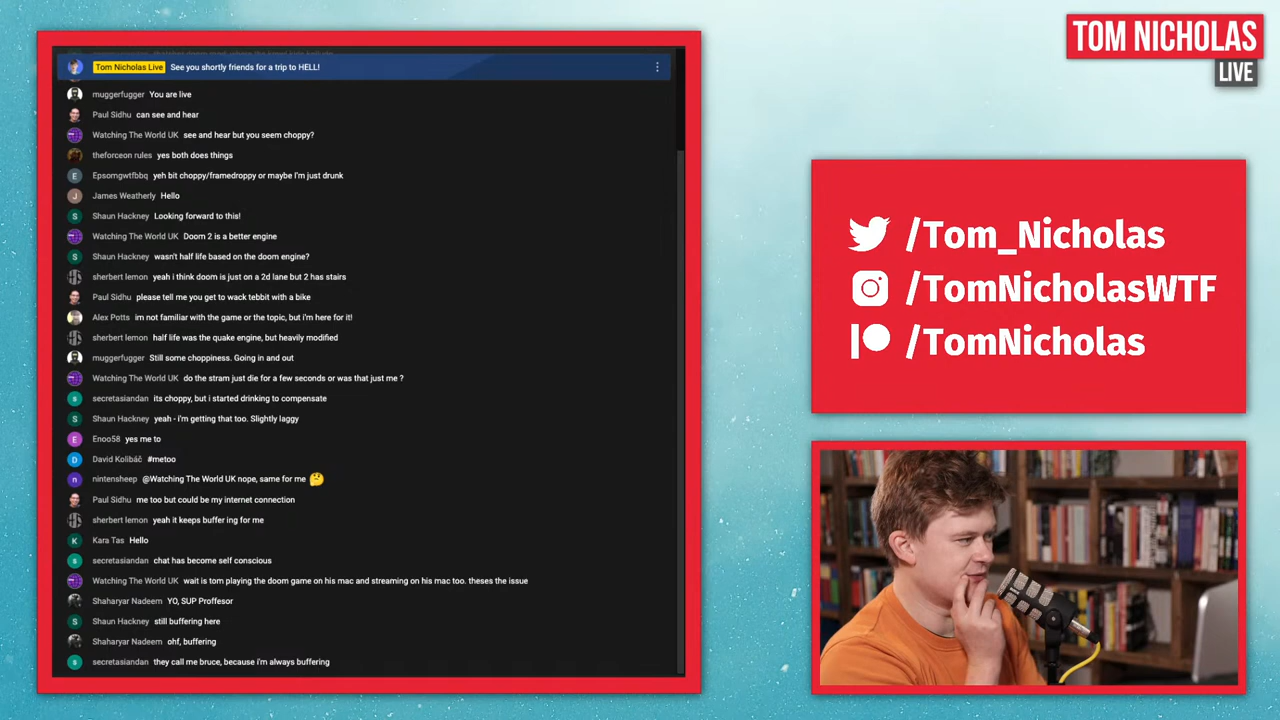 TOM NICHOLAS
LIVE
Tom Nicholas Live See you shortly friends for a trip to HELL!
muggerfugger You are live
Paul Sidhu can see and hear
Watching The World UK see and hear but you seem choppy?
theforceon rules yes both does things
E Epsomgwtfbbq yeh bit choppy/framedroppy or maybe I'm just drunk
J James Weatherly Hello
S Shaun Hackney Looking forward to this!
Watching The World UK Doom 2 is a better engine
S Shaun Hackney wasn't half life based on the doom engine?
sherbert lemon yeah i think doom is just on a 2d lane but 2 has stairs
Paul Sidhu please tell me you get to wack tebbit with a bike
Alex Potts im not familiar with the game or the topic, but i'm here for it!
sherbert lemon half life was the quake engine, but heavily modified
muggerfugger Still some choppiness. Going in and out
Watching The World UK do the stram just die for a few seconds or was that just me ?
s secretasiandan its choppy, but i started drinking to compensate
S Shaun Hackney yeah - i'm getting that too. Slightly laggy
E Enoo58 yes me to
D David Kolibáč #metoo
n nintensheep @Watching The World UK nope, same for me 🤔
Paul Sidhu me too but could be my internet connection
sherbert lemon yeah it keeps buffer ing for me
K Kara Tas Hello
s secretasiandan chat has become self conscious
Watching The World UK wait is tom playing the doom game on his mac and streaming on his mac too. theses the issue
Shaharyar Nadeem YO, SUP Proffesor
S Shaun Hackney still buffering here
Shaharyar Nadeem ohf, buffering
s secretasiandan they call me bruce, because i'm always buffering
/Tom_Nicholas
/TomNicholasWTF
/TomNicholas